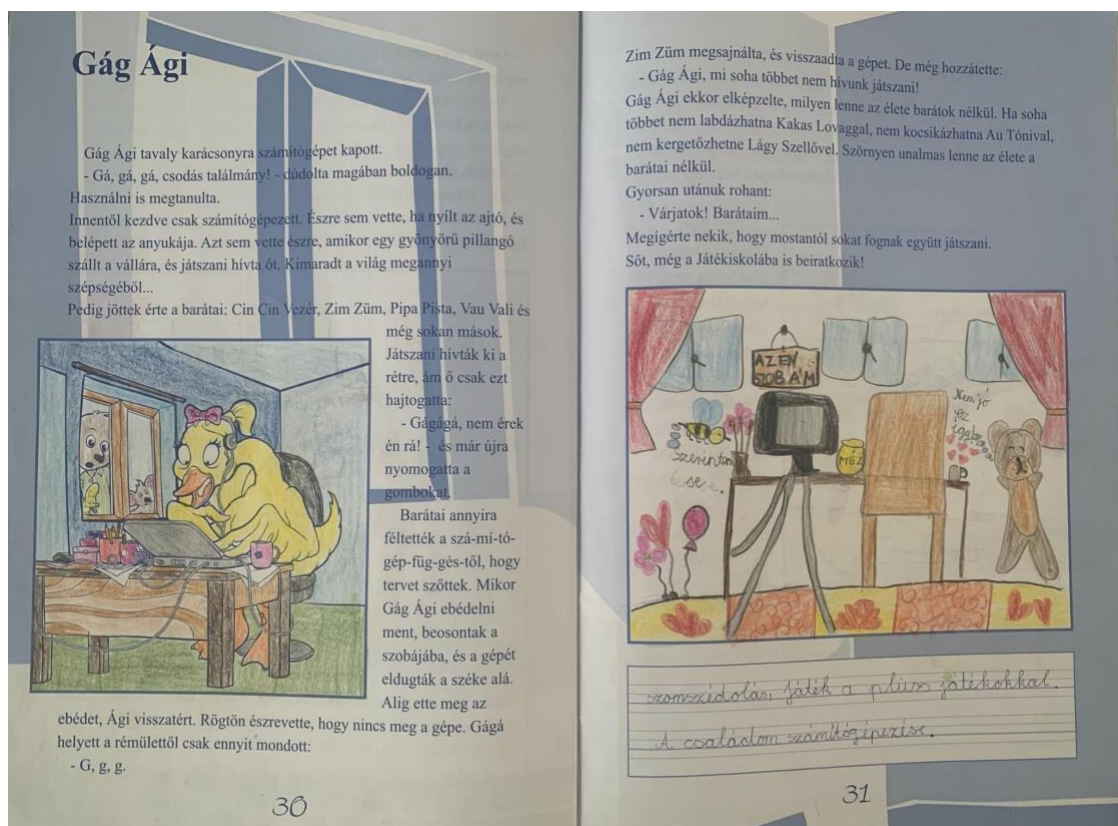 Gág Ági
Gág Ági tavaly karácsonyra számítógépet kapott.
- Gá, gá, gá, csodás találmány! - dúdolta magában boldogan.
Használni is megtanulta.
Innentől kezdve csak számítógépezett. Észre sem vette, ha nyílt az ajtó, és
belépett az anyukája. Azt sem vette észre, amikor egy gyönyörű pillangó
szállt a vállára, és játszani hívta őt. Kimaradt a világ megannyi
szépségéből...
Pedig jöttek érte a barátai: Cin Cin Vezér, Zim Züm, Pipa Pista, Vau Vali és
még sokan mások.
Játszani hívták ki a
rétre, ám ő csak ezt
hajtogatta:
- Gágágá, nem érek
én rá! - és már újra
nyomogatta a
gombokat.
Barátai annyira
féltették a szá-mí-tó-
gép-füg-gés-től, hogy
tervet szőttek. Mikor
Gág Ági ebédelni
ment, beosontak a
szobájába, és a gépét
eldugták a széke alá.
Alig ette meg az
ebédet, Ági visszatért. Rögtön észrevette, hogy nincs meg a gépe. Gágá
helyett a rémülettől csak ennyit mondott:
- G, g, g.
30
Zim Züm megsajnálta, és visszaadta a gépet. De még hozzátette:
- Gág Ági, mi soha többet nem hívunk játszani!
Gág Ági ekkor elképzelte, milyen lenne az élete barátok nélkül. Ha soha
többet nem labdázhatna Kakas Lovaggal, nem kocsikázhatna Au Tónival,
nem kergetőzhetne Lágy Szellővel. Szörnyen unalmas lenne az élete a
barátai nélkül.
Gyorsan utánuk rohant:
- Várjatok! Barátaim...
Megígérte nekik, hogy mostantól sokat fognak együtt játszani.
Sőt, még a Játékiskolába is beiratkozik!
AZ ÉN
SZOBÁM
Nem jó
ez
így!
Szerintem
se.
MÉZ
szomszédolás, játék a plüss játékokkal.
A családom számítógépezése.
31